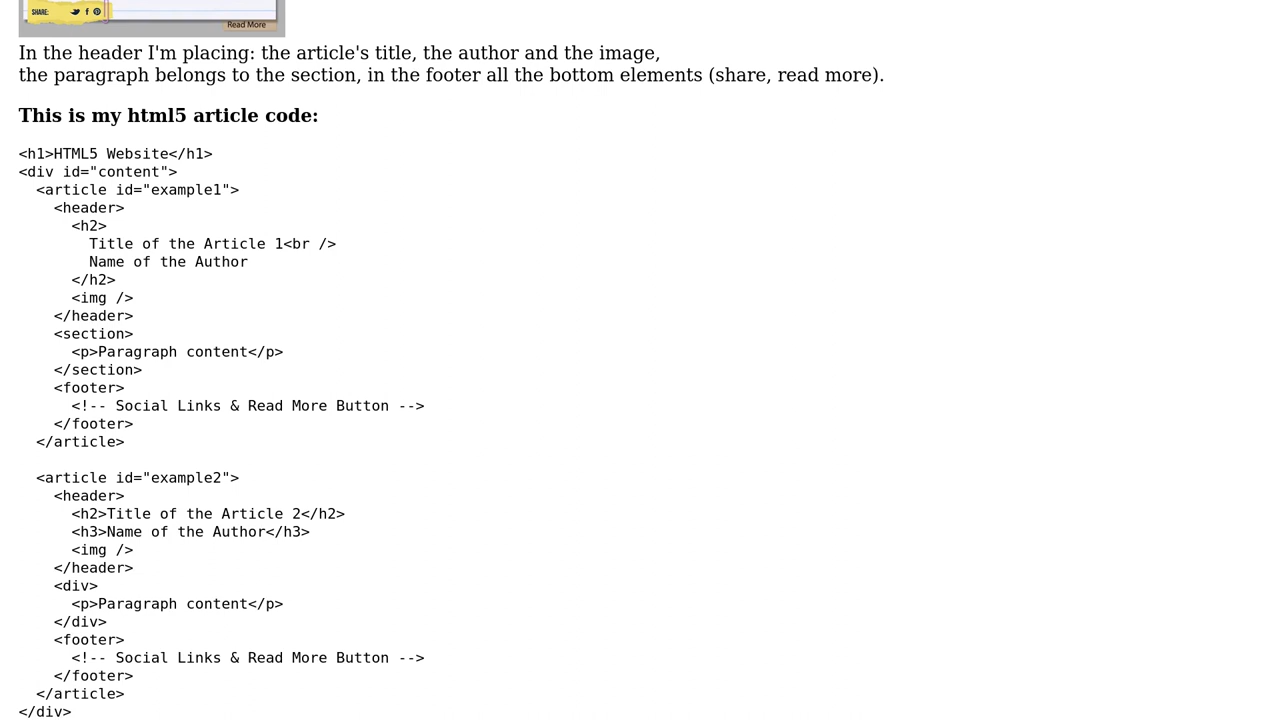 SHARE:
Read More
In the header I'm placing: the article's title, the author and the image,
the paragraph belongs to the section, in the footer all the bottom elements (share, read more).
This is my html5 article code:
<h1>HTML5 Website</h1>
<div id="content">
  <article id="example1">
    <header>
      <h2>
        Title of the Article 1<br />
        Name of the Author
      </h2>
      <img />
    </header>
    <section>
      <p>Paragraph content</p>
    </section>
    <footer>
      <!-- Social Links & Read More Button -->
    </footer>
  </article>

  <article id="example2">
    <header>
      <h2>Title of the Article 2</h2>
      <h3>Name of the Author</h3>
      <img />
    </header>
    <div>
      <p>Paragraph content</p>
    </div>
    <footer>
      <!-- Social Links & Read More Button -->
    </footer>
  </article>
</div>